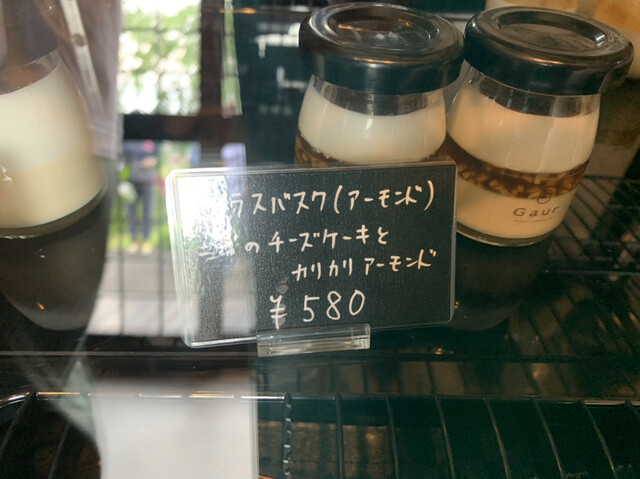 ラスバスク(アーモンド)
のチーズケーキと
カリカリアーモンド
¥580
Gaur